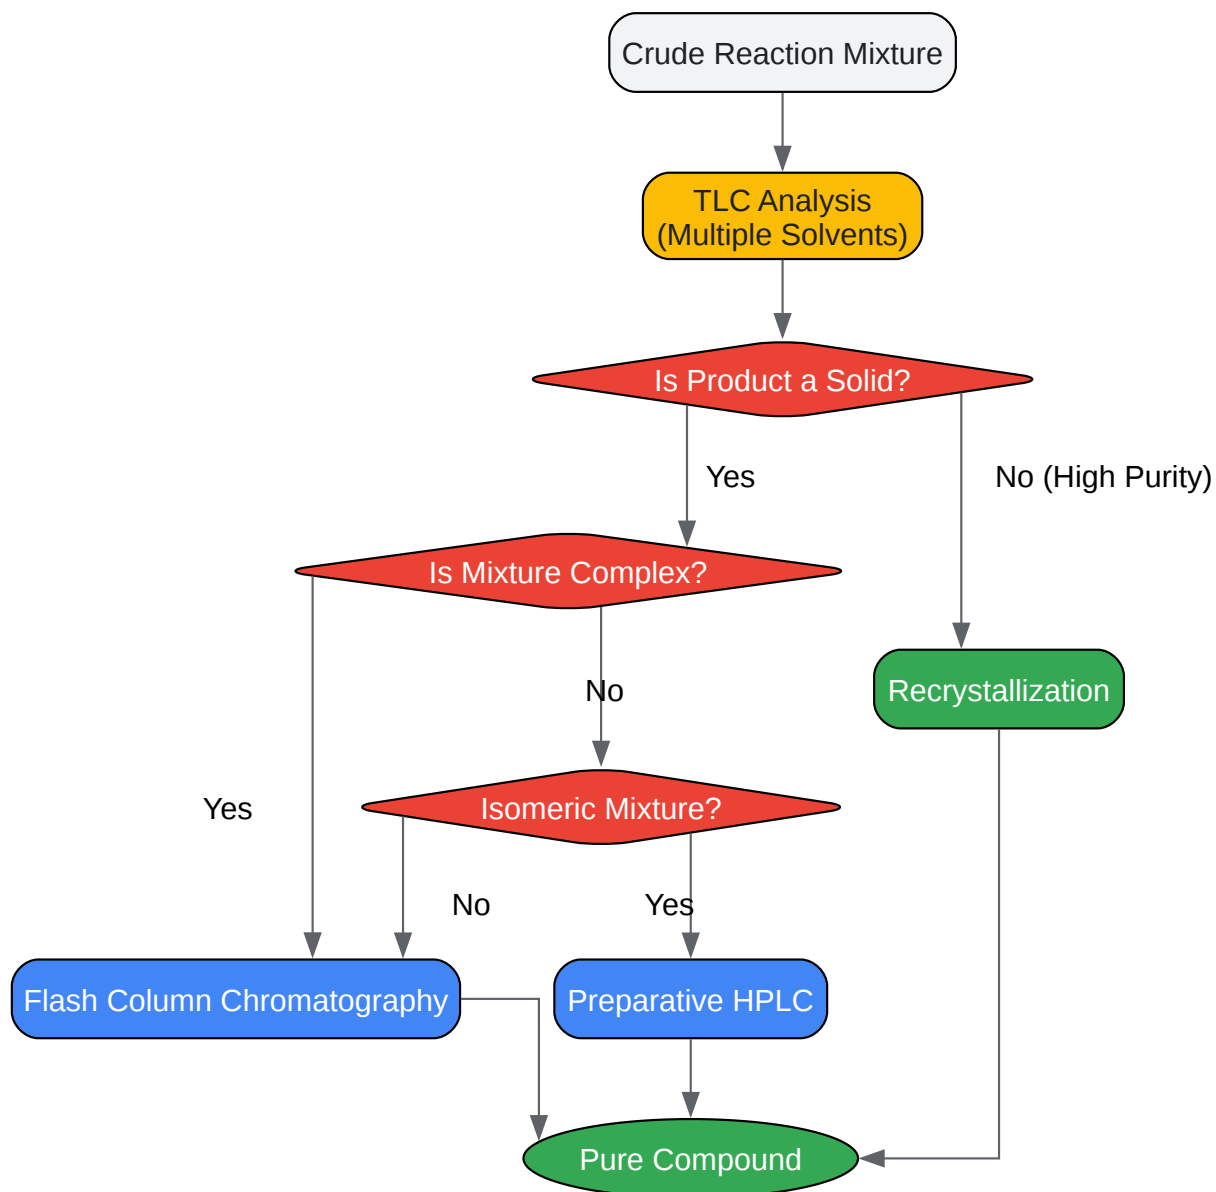 Crude Reaction Mixture
TLC Analysis
(Multiple Solvents)
Is Product a Solid?
Yes
No (High Purity)
Is Mixture Complex?
No
Recrystallization
Yes
Isomeric Mixture?
No
Yes
Flash Column Chromatography
Preparative HPLC
Pure Compound